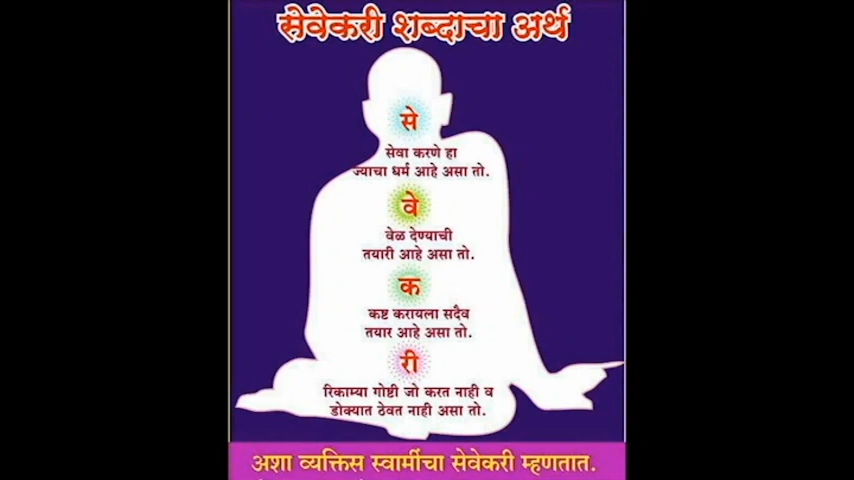 सेवेकरी शब्दाचा अर्थ
से
सेवा करणे हा
ज्याचा धर्म आहे असा तो.
वे
वेळ देण्याची
तयारी आहे असा तो.
क
कष्ट करायला सदैव
तयार आहे असा तो.
री
रिकाम्या गोष्टी जो करत नाही व
डोक्यात ठेवत नाही असा तो.
अशा व्यक्तिस स्वामींचा सेवेकरी म्हणतात.